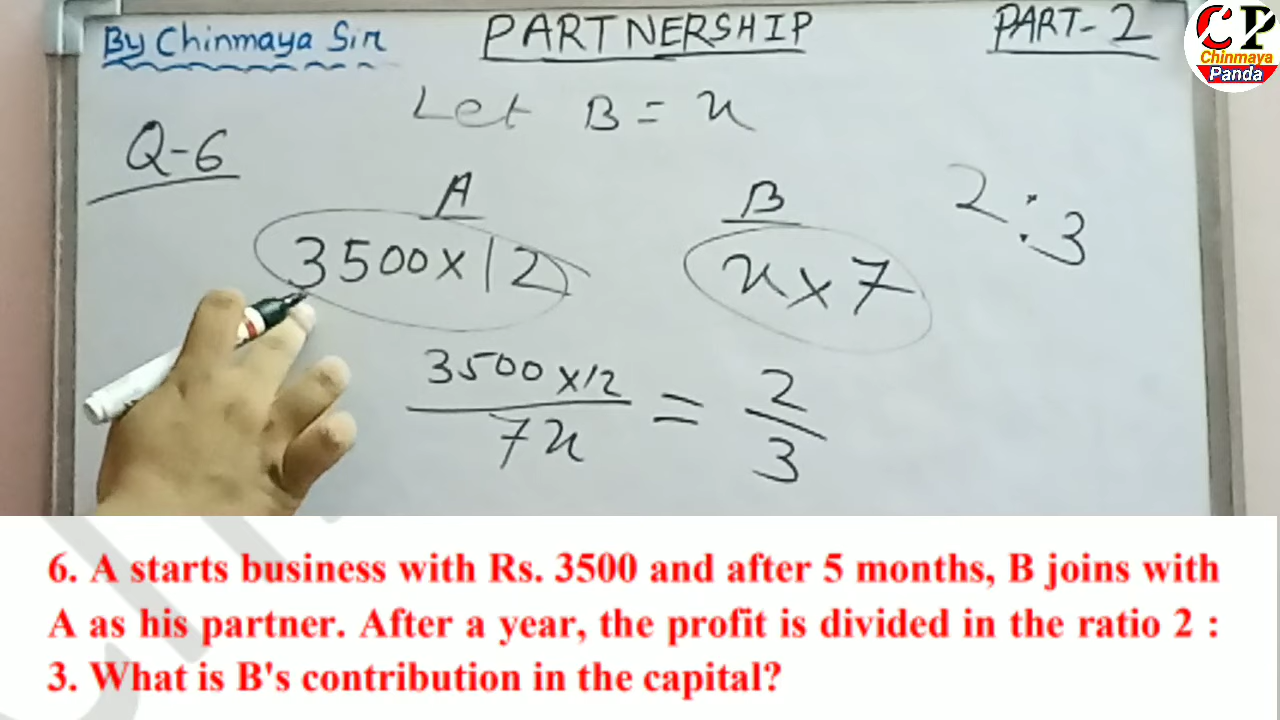 By Chinmaya Sir
PARTNERSHIP
PART-2
CP
Chinmaya
Panda
Let B = x
Q-6
A
B
2:3
3500×12
x×7
3500×12
7x
=
2
3
6. A starts business with Rs. 3500 and after 5 months, B joins with
A as his partner. After a year, the profit is divided in the ratio 2 :
3. What is B's contribution in the capital?